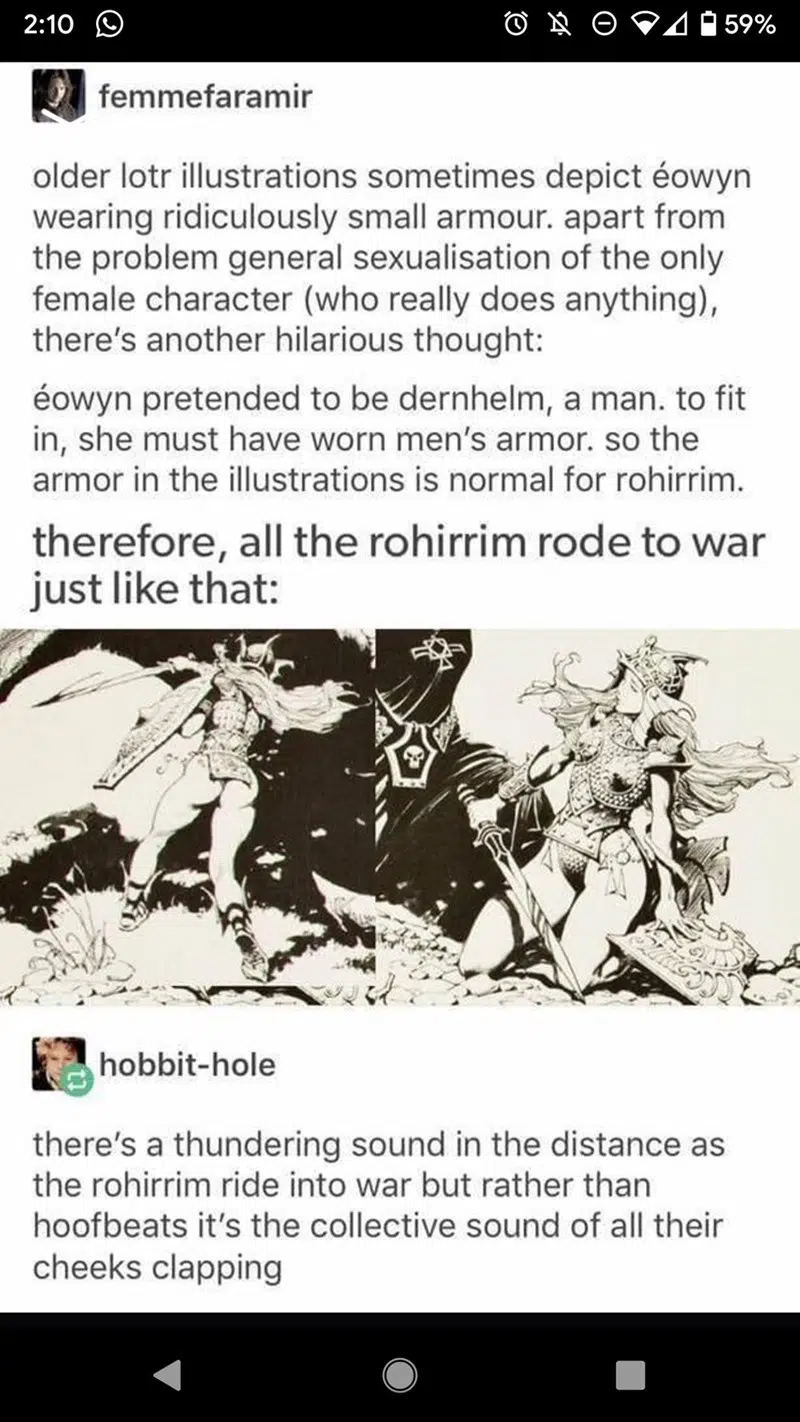 2:10
59%
femmefaramir
older lotr illustrations sometimes depict éowyn
wearing ridiculously small armour. apart from
the problem general sexualisation of the only
female character (who really does anything),
there's another hilarious thought:
éowyn pretended to be dernhelm, a man. to fit
in, she must have worn men's armor. so the
armor in the illustrations is normal for rohirrim.
therefore, all the rohirrim rode to war
just like that:
hobbit-hole
there's a thundering sound in the distance as
the rohirrim ride into war but rather than
hoofbeats it's the collective sound of all their
cheeks clapping